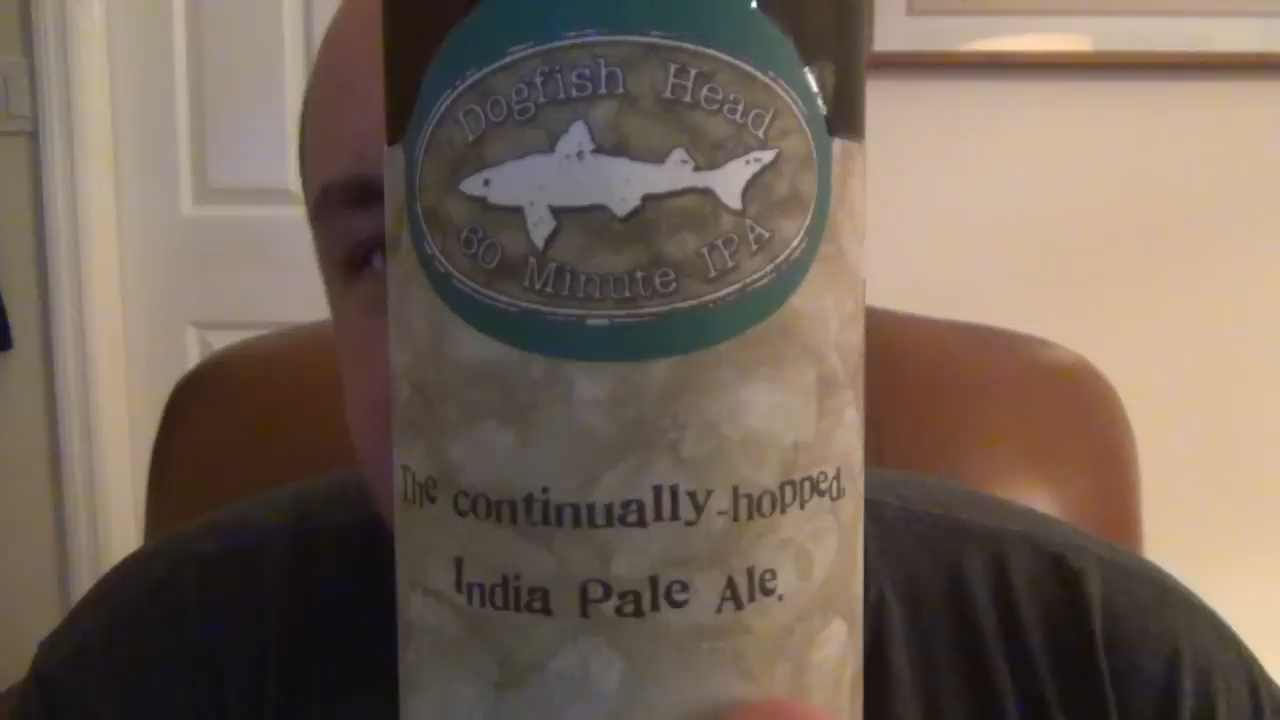 Dogfish Head
60 Minute IPA
The continually-hopped,
India Pale Ale.